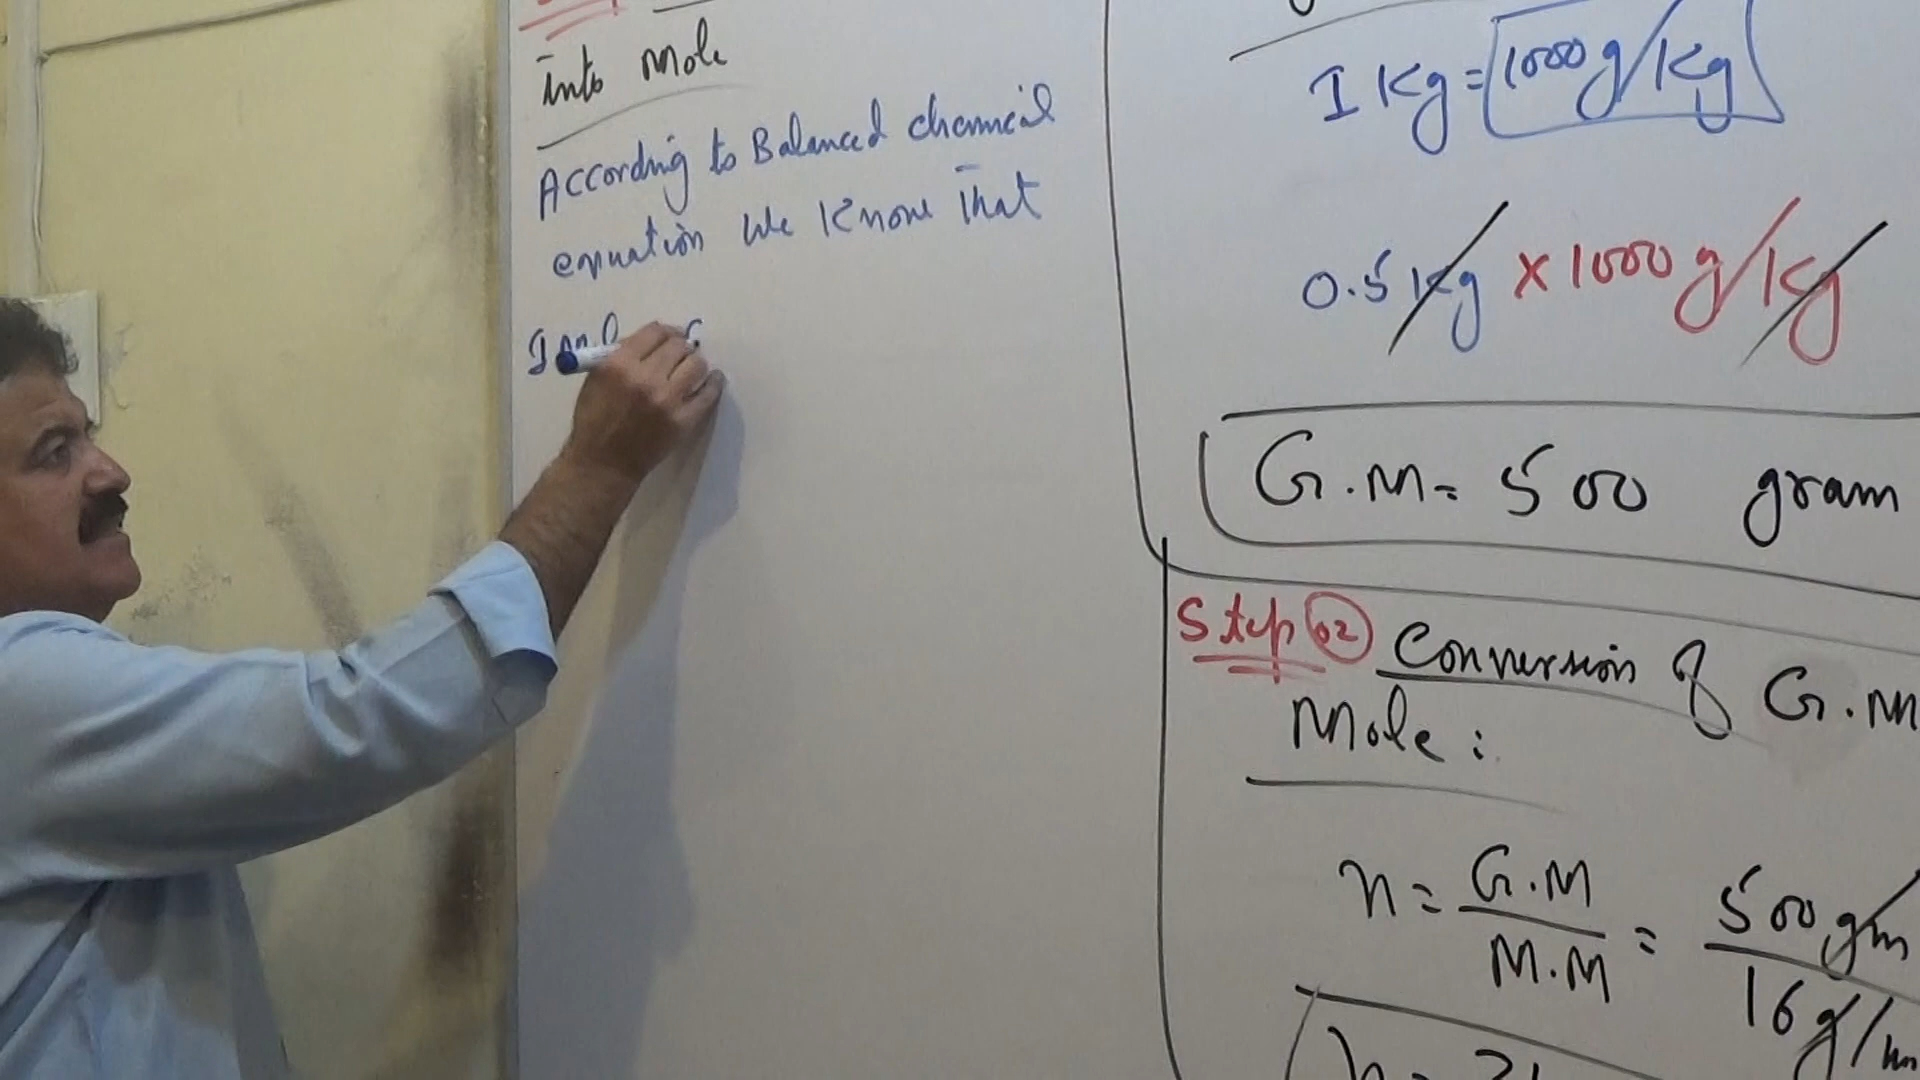 into Mole
According to Balanced chemical
equation We Know that
1 Kg = 1000g/Kg
0.5 Kg × 1000 g/Kg
G.M = 500 gram
Step 02 Conversion of G.M
Mole :
n = G.M / M.M = 500 gm / 16 g/m